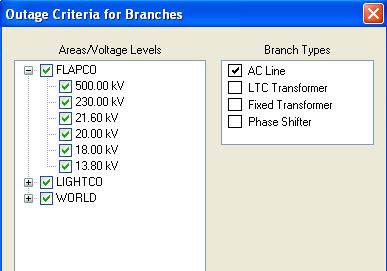 Outage Criteria for Branches
Areas/Voltage Levels
FLAPCO
500.00 kV
230.00 kV
21.60 kV
20.00 kV
18.00 kV
13.80 kV
LIGHTCO
WORLD
Branch Types
AC Line
LTC Transformer
Fixed Transformer
Phase Shifter